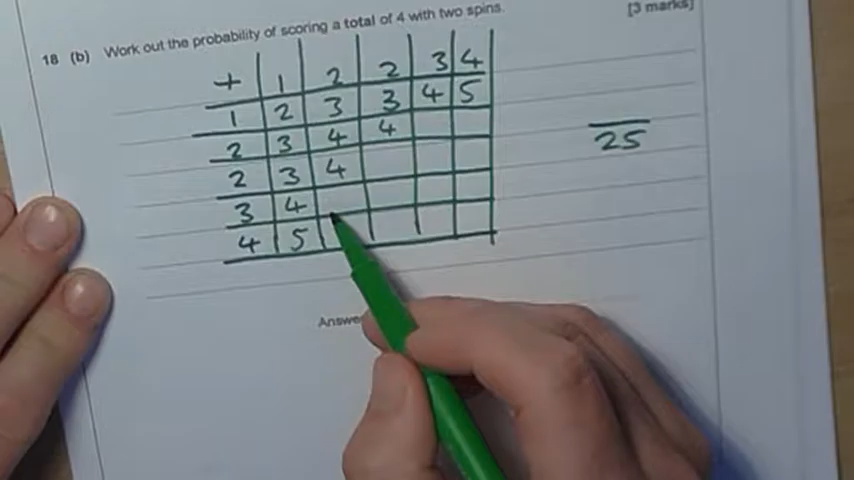 18 (b) Work out the probability of scoring a total of 4 with two spins.
[3 marks]
+ 1 2 2 3 4
1 2 3 3 4 5
2 3 4 4
2 3 4
3 4
4 5
25
Answe